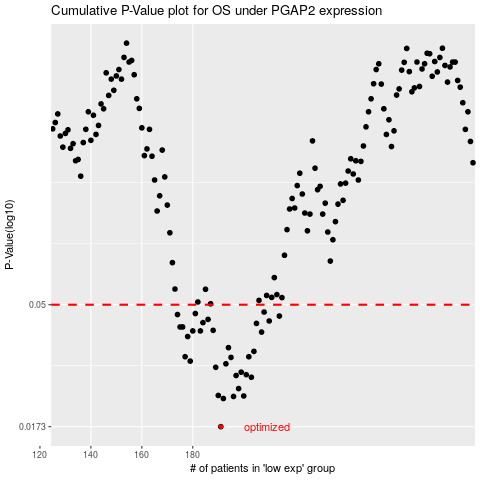 Cumulative P-Value plot for OS under PGAP2 expression
P-Value(log10)
0.05
0.0173
optimized
120 140 160 180
# of patients in 'low exp' group